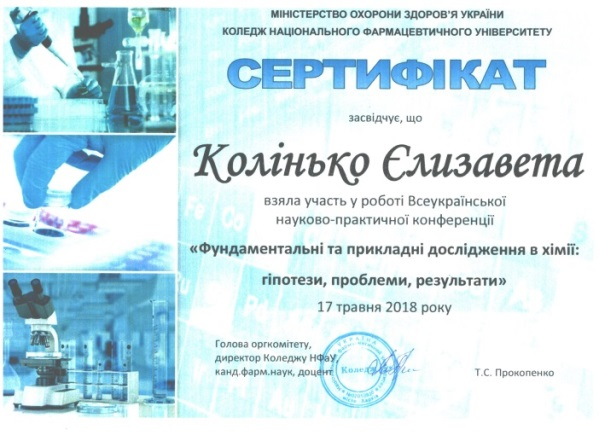 МІНІСТЕРСТВО ОХОРОНИ ЗДОРОВ'Я УКРАЇНИ
КОЛЕДЖ НАЦІОНАЛЬНОГО ФАРМАЦЕВТИЧНОГО УНІВЕРСИТЕТУ
СЕРТИФІКАТ
засвідчує, що
Колінько Єлизавета
взяла участь у роботі Всеукраїнської
науково-практичної конференції
«Фундаментальні та прикладні дослідження в хімії:
гіпотези, проблеми, результати»
17 травня 2018 року
Голова оргкомітету,
директор Коледжу НФаУ,
канд.фарм.наук, доцент
Т.С. Прокопенко